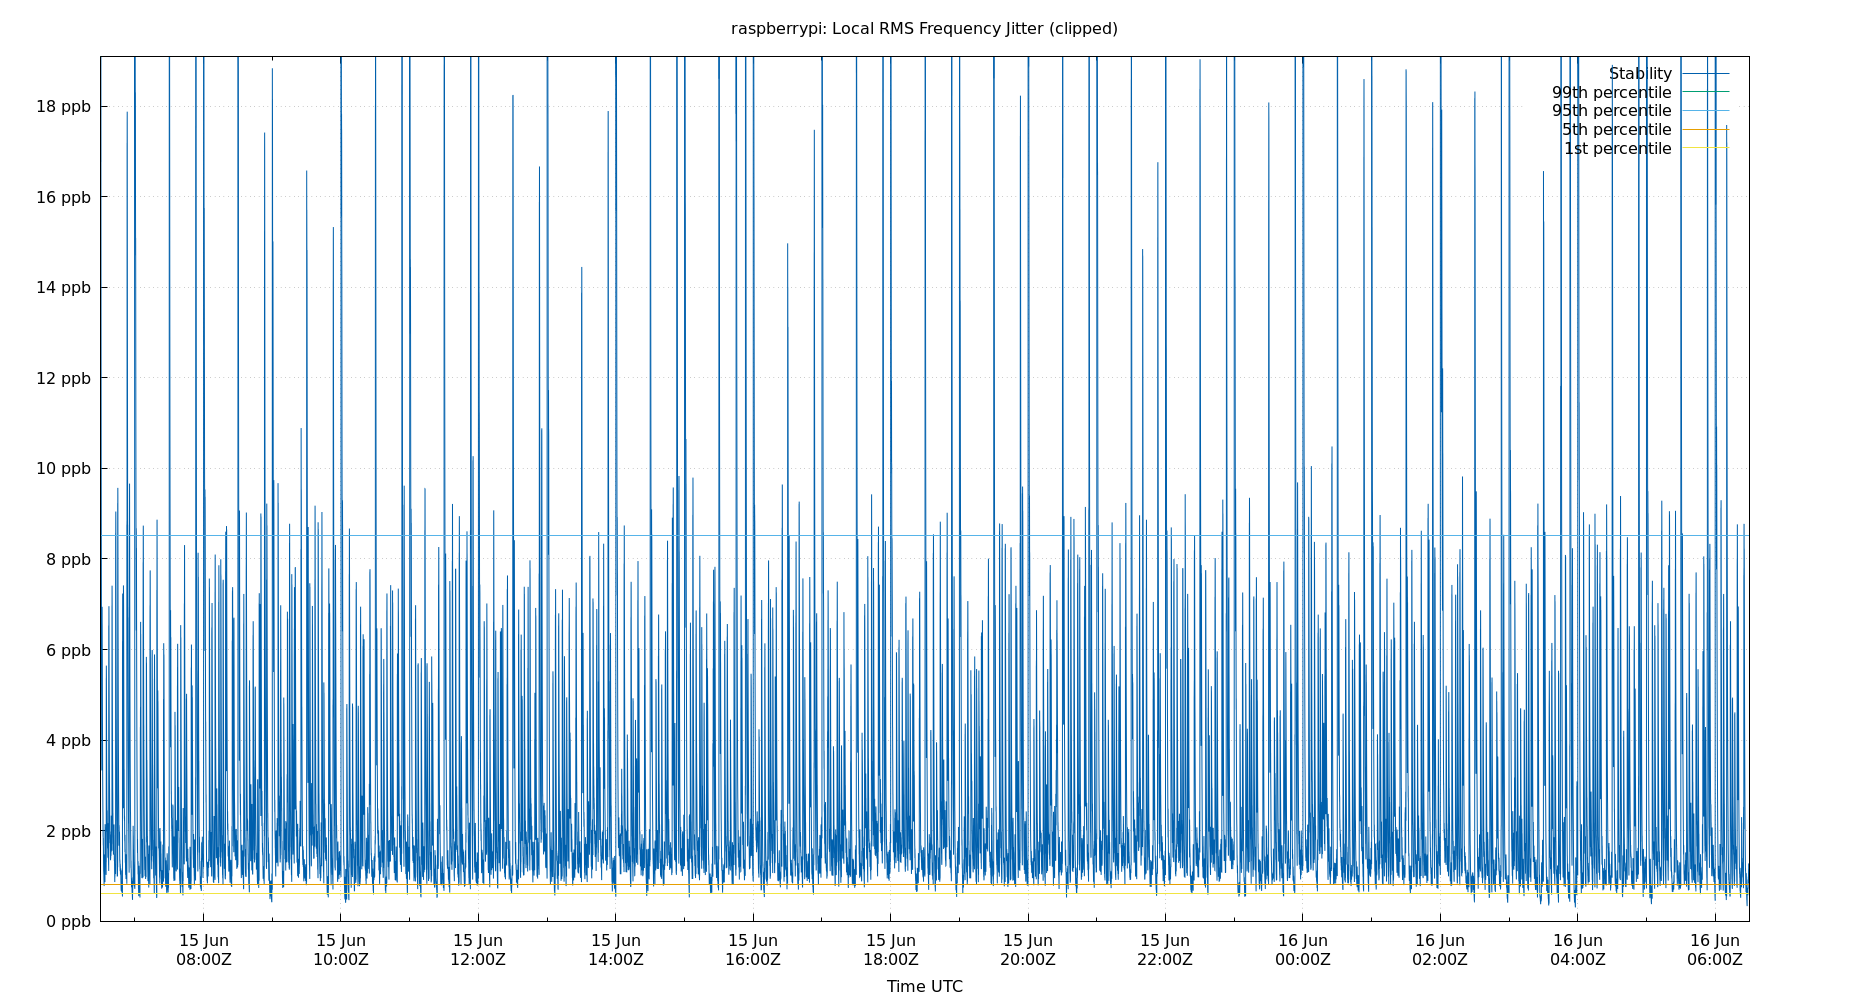 raspberrypi: Local RMS Frequency Jitter (clipped)
Stability
99th percentile
95th percentile
5th percentile
1st percentile
18 ppb
16 ppb
14 ppb
12 ppb
10 ppb
8 ppb
6 ppb
4 ppb
2 ppb
0 ppb
15 Jun 15 Jun 15 Jun 15 Jun 15 Jun 15 Jun 15 Jun 15 Jun 16 Jun 16 Jun 16 Jun 16 Jun
08:00Z 10:00Z 12:00Z 14:00Z 16:00Z 18:00Z 20:00Z 22:00Z 00:00Z 02:00Z 04:00Z 06:00Z
Time UTC